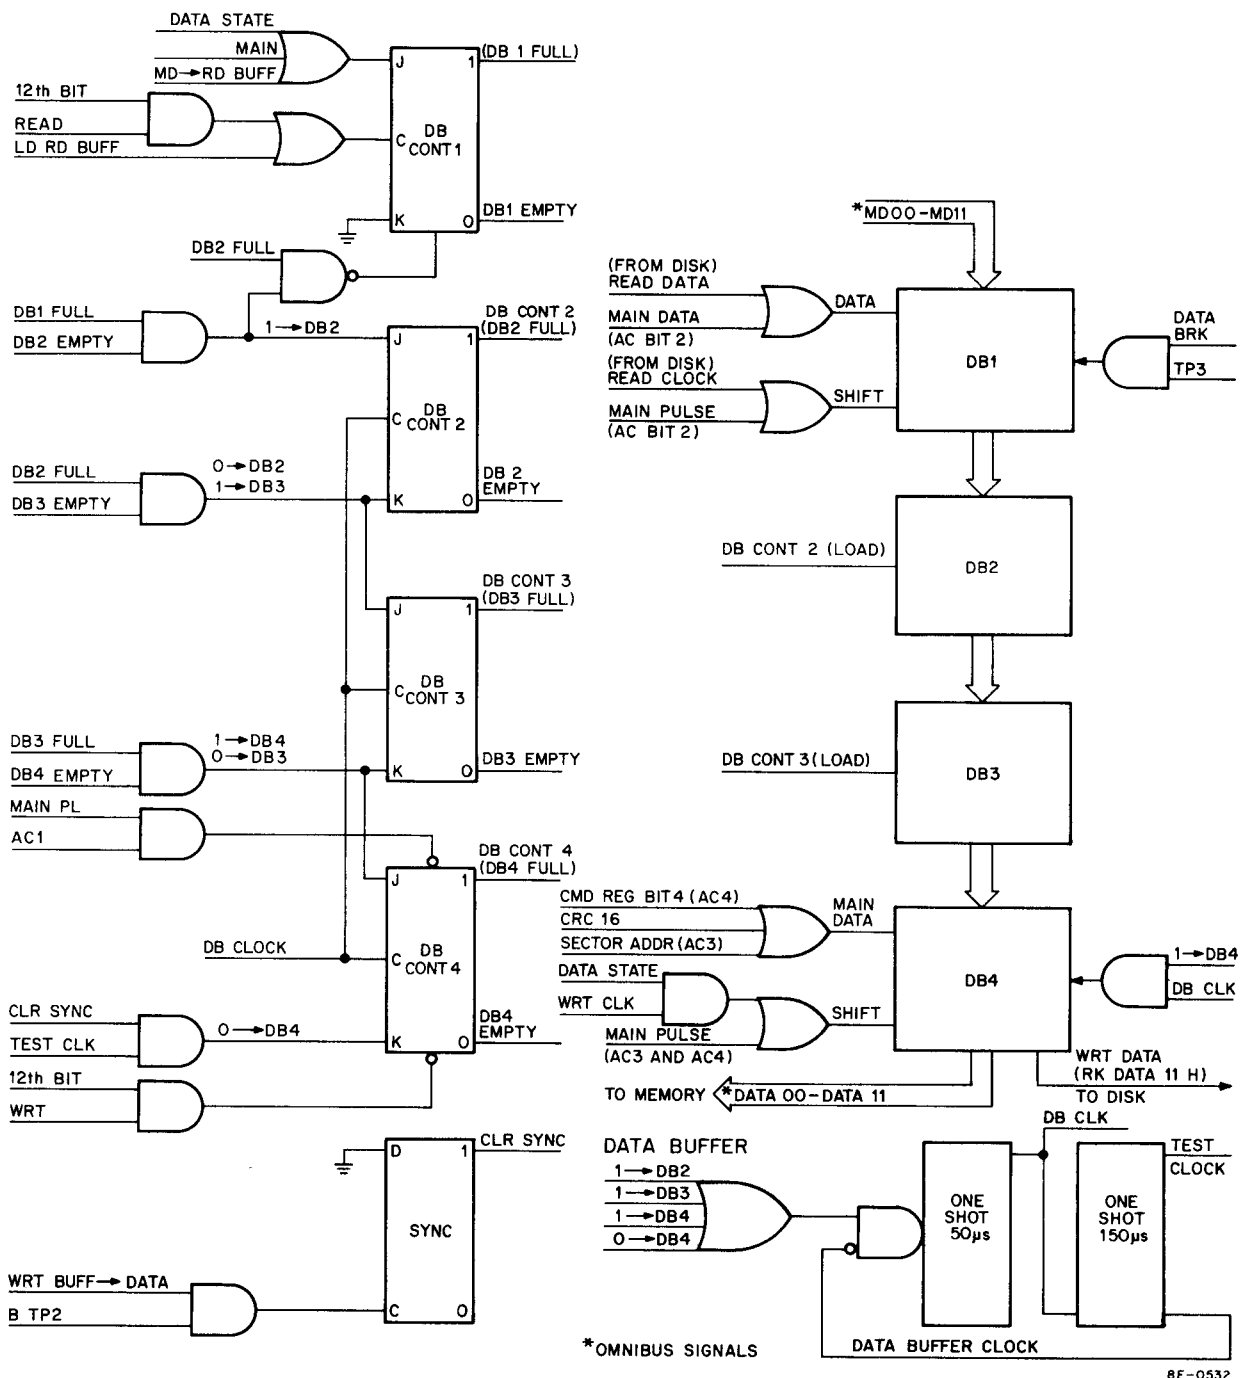 DATA STATE
MAIN
MD→RD BUFF
12th BIT
READ
LD RD BUFF
J
1
(DB 1 FULL)
C
DB
CONT 1
K
O
DB1 EMPTY
DB2 FULL
DB1 FULL
DB2 EMPTY
1→DB2
J
1
DB CONT 2
(DB2 FULL)
C
DB
CONT 2
DB2 FULL
DB3 EMPTY
0→DB2
1→DB3
K
O
DB 2
EMPTY
J
1
DB CONT 3
(DB3 FULL)
C
DB
CONT 3
DB3 FULL
DB4 EMPTY
1→DB4
0→DB3
K
O
DB3 EMPTY
MAIN PL
AC1
J
1
DB CONT 4
(DB4 FULL)
DB CLOCK
C
DB
CONT 4
CLR SYNC
TEST CLK
0→DB4
K
O
DB4
EMPTY
12th BIT
WRT
D
1
CLR SYNC
SYNC
WRT BUFF→DATA
B TP2
C
O
*MD00-MD11
(FROM DISK)
READ DATA
MAIN DATA
(AC BIT 2)
DATA
(FROM DISK)
READ CLOCK
MAIN PULSE
(AC BIT 2)
SHIFT
DB1
DATA
BRK
TP3
DB CONT 2 (LOAD)
DB2
DB CONT 3 (LOAD)
DB3
CMD REG BIT 4 (AC4)
CRC 16
SECTOR ADDR (AC3)
MAIN
DATA
DATA STATE
WRT CLK
MAIN PULSE
(AC3 AND AC4)
SHIFT
DB4
1→DB4
DB CLK
WRT DATA
(RK DATA 11 H)
TO DISK
TO MEMORY
*DATA 00-DATA 11
DATA BUFFER
1→DB2
1→DB3
1→DB4
0→DB4
DB CLK
ONE
SHOT
50μs
ONE
SHOT
150μs
TEST
CLOCK
DATA BUFFER CLOCK
*OMNIBUS SIGNALS
8E-0532